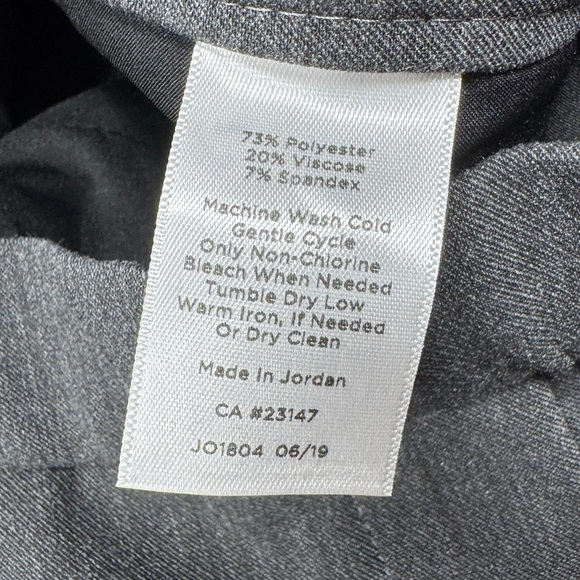 73% Polyester
20% Viscose
7% Spandex
Machine Wash Cold
Gentle Cycle
Only Non-Chlorine
Bleach When Needed
Tumble Dry Low
Warm Iron, If Needed
Or Dry Clean
Made In Jordan
CA #23147
JO1804 06/19